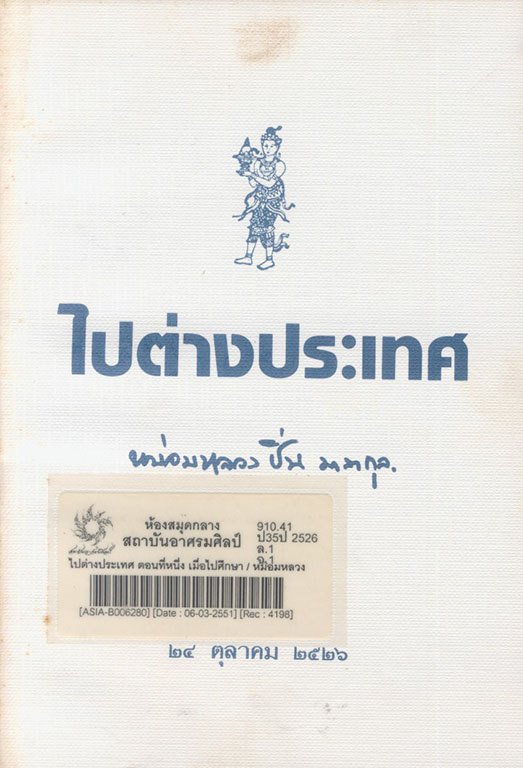 ไปต่างประเทศ
หม่อมหลวง ปิ่น มาลากุล.
ห้องสมุดกลาง
สถาบันอาศรมศิลป์
910.41
ป35ป 2526
ล.1
ฉ.1
ไปต่างประเทศ ตอนที่หนึ่ง เมื่อไปศึกษา / หม่อมหลวง
[ASIA-B006280] [Date : 06-03-2551] [Rec : 4198]
๒๔ ตุลาคม ๒๕๒๖